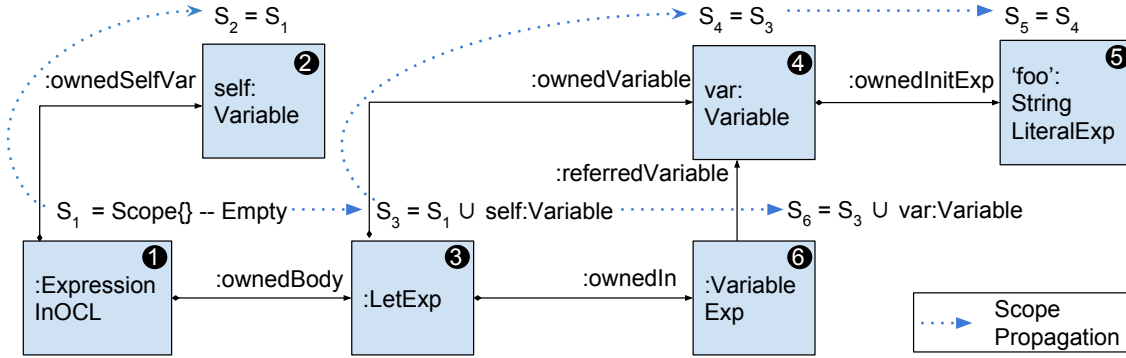 S2 = S1
S4 = S3
S5 = S4
:ownedSelfVar
2
self:
Variable
:ownedVariable
4
var:
Variable
:ownedInitExp
5
‘foo’:
String
LiteralExp
:referredVariable
S1 = Scope{} -- Empty
S3 = S1 ∪ self:Variable
S6 = S3 ∪ var:Variable
1
:Expression
InOCL
:ownedBody
3
:LetExp
:ownedIn
6
:Variable
Exp
Scope
Propagation